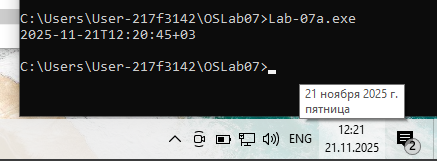 C:\Users\User-217f3142\OSLab07>Lab-07a.exe
2025-11-21T12:20:45+03
C:\Users\User-217f3142\OSLab07>
21 ноября 2025 г.
пятница
ENG
12:21
21.11.2025
2